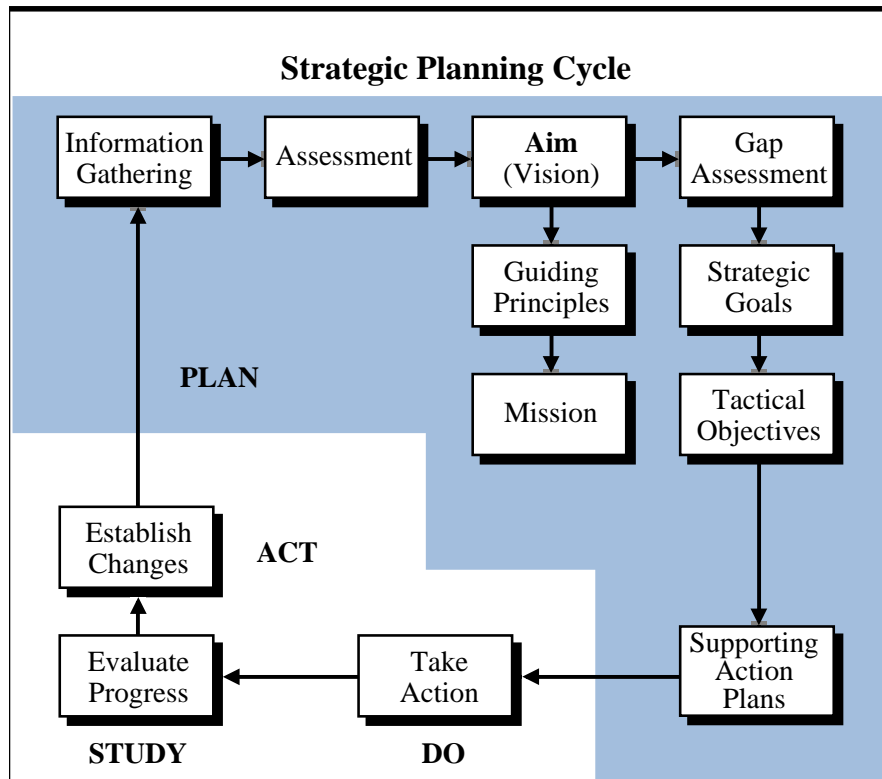 Strategic Planning Cycle
Information
Gathering
Assessment
Aim
(Vision)
Gap
Assessment
Guiding
Principles
Strategic
Goals
PLAN
Mission
Tactical
Objectives
Establish
Changes
ACT
Evaluate
Progress
Take
Action
Supporting
Action
Plans
STUDY
DO